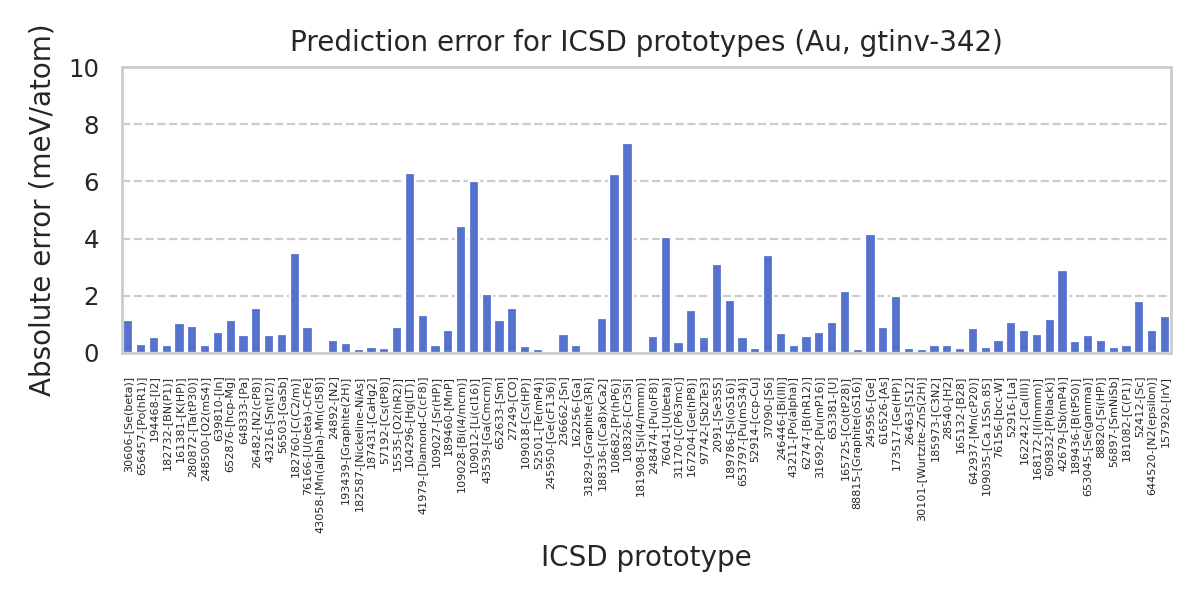 Prediction error for ICSD prototypes (Au, gtinv-342)
Absolute error (meV/atom)
10
8
6
4
2
0
30606-[Se(beta)]
656457-[Po(hR1)]
194468-[I2]
182732-[BN(P1)]
161381-[K(HP)]
280872-[Ta(tP30)]
248500-[O2(mS4)]
639810-[In]
652876-[hcp-Mg]
648333-[Pa]
26482-[N2(cP8)]
43216-[Sn(tI2)]
56503-[GaSb]
182760-[C(C2/m)]
76166-[U(beta)-CrFe]
43058-[Mn(alpha)-Mn(cI58)]
24892-[N2]
193439-[Graphite(2H)]
182587-[Nickeline-NiAs]
187431-[CaHg2]
57192-[Cs(tP8)]
15535-[O2(hR2)]
104296-[Hg(LT)]
41979-[Diamond-C(cF8)]
109027-[Sr(HP)]
189460-[MnP]
109028-[Bi(I4/mcm)]
109012-[Li(cI16)]
43539-[Ga(Cmcm)]
652633-[Sm]
27249-[CO]
109018-[Cs(HP)]
52501-[Te(mP4)]
245950-[Ge(cF136)]
236662-[Sn]
162256-[Ga]
31829-[Graphite(3R)]
188336-[(Ca8)xCa2]
108682-[Pr(hP6)]
108326-[Cr3Si]
181908-[Si(I4/mmm)]
248474-[Pu(oF8)]
76041-[U(beta)]
31170-[C(P63mc)]
167204-[Ge(hP8)]
97742-[Sb2Te3]
2091-[Se3S5]
189786-[Si(oS16)]
653797-[Pu(mS34)]
52914-[ccp-Cu]
37090-[S6]
246446-[Bi(III)]
43211-[Po(alpha)]
62747-[B(hR12)]
31692-[Pu(mP16)]
653381-[U]
165725-[Co(tP28)]
88815-[Graphite(oS16)]
245956-[Ge]
616526-[As]
173517-[Ge(HP)]
26463-[S12]
30101-[Wurtzite-ZnS(2H)]
185973-[C3N2]
28540-[H2]
165132-[B28]
642937-[Mn(cP20)]
109035-[Ca.15Sn.85]
76156-[bcc-W]
52916-[La]
162242-[Ca(III)]
168172-[I(Immm)]
609832-[P(black)]
42679-[Sb(mP4)]
189436-[B(tP50)]
653045-[Se(gamma)]
88820-[Si(HP)]
56897-[SmNiSb]
181082-[C(P1)]
52412-[Sc]
644520-[N2(epsilon)]
157920-[IrV]
ICSD prototype